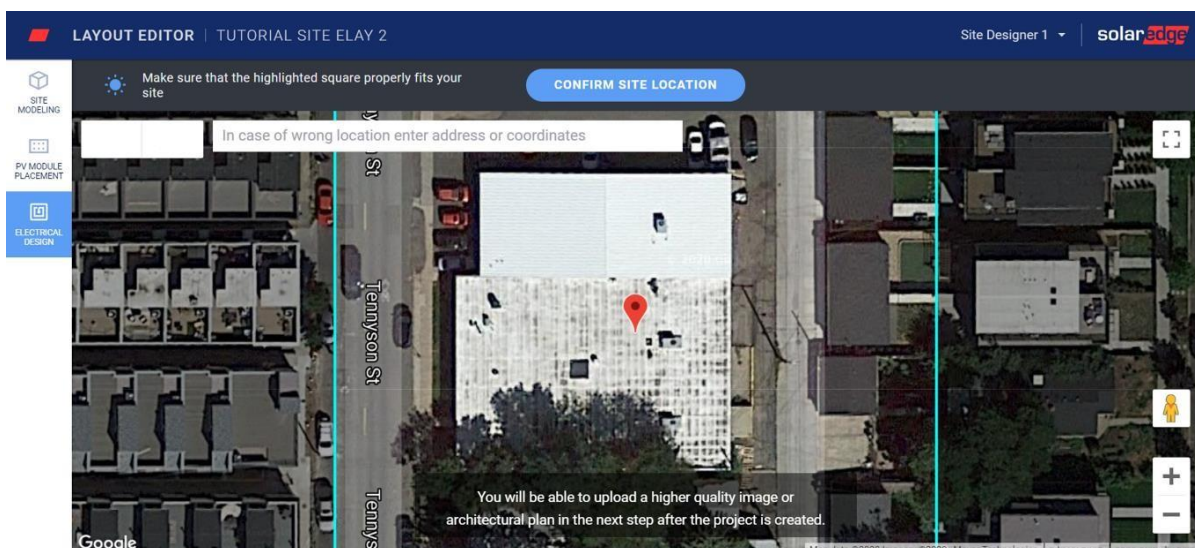 LAYOUT EDITOR | TUTORIAL SITE ELAY 2
Site Designer 1
solaredge
SITE
MODELING
PV MODULE
PLACEMENT
ELECTRICAL
DESIGN
Make sure that the highlighted square properly fits your
site
CONFIRM SITE LOCATION
In case of wrong location enter address or coordinates
St
Tennyson St
Tennys
You will be able to upload a higher quality image or
architectural plan in the next step after the project is created.
Google